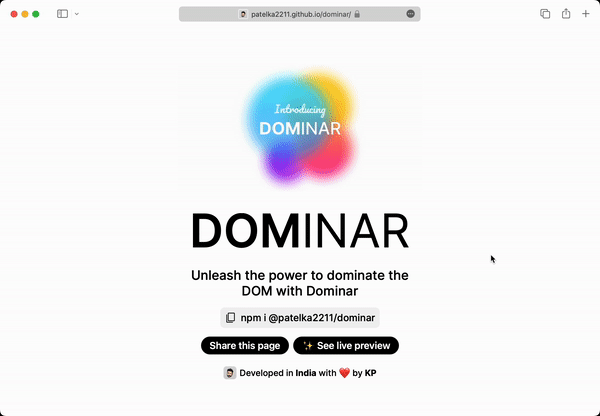 patelka2211.github.io/dominar/
Introducing
DOMINAR
DOMINAR
Unleash the power to dominate the
DOM with Dominar
npm i @patelka2211/dominar
Share this page
✨ See live preview
Developed in India with ❤️ by KP